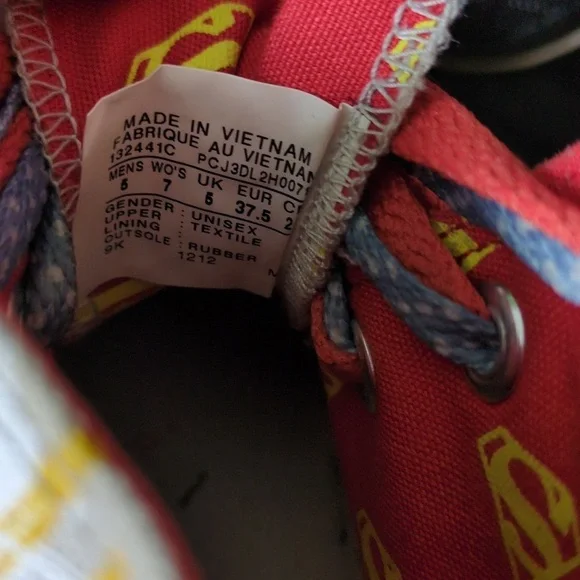 MADE IN VIETNAM
FABRIQUE AU VIETNAM
132441C PCJ3DL2H007
MENS WO'S UK EUR
5 7 5 37.5
GENDER : UNISEX
UPPER : TEXTILE
LINING
OUTSOLE : RUBBER
9K 1212